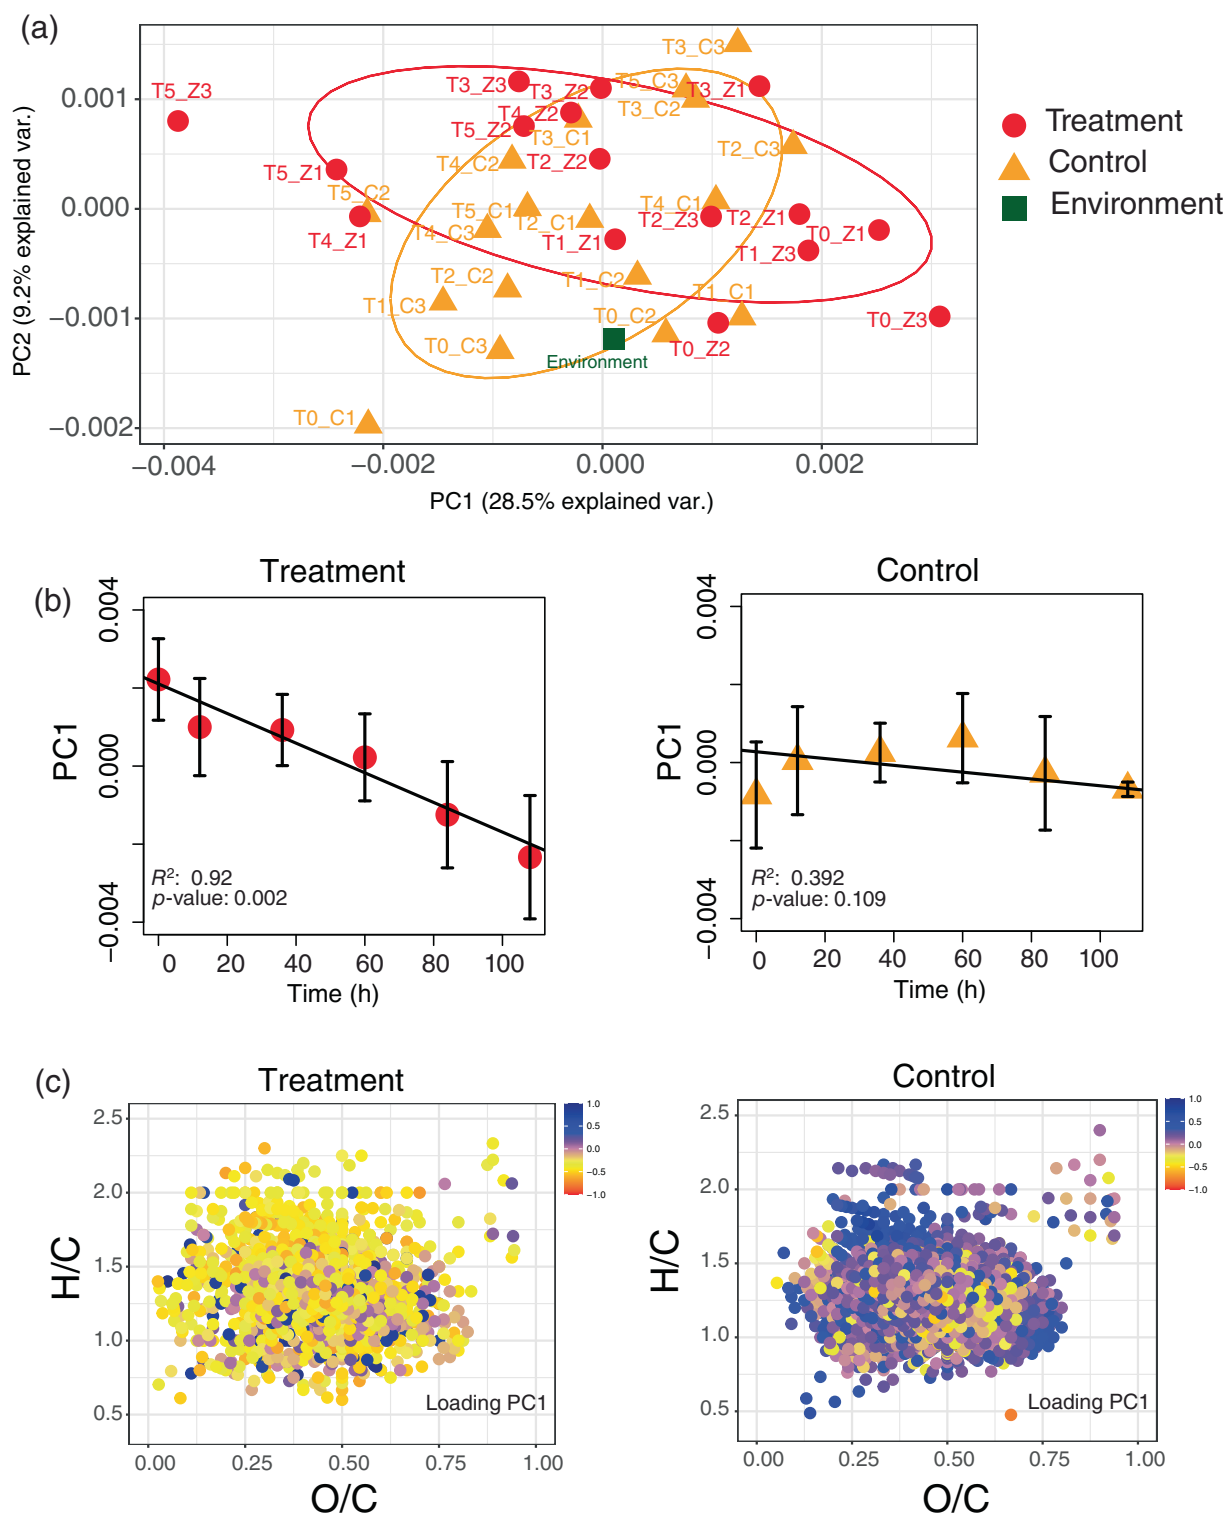 (a)
T3_C3
T5_Z3
T3_Z3
T3_Z2
T5_C3
T3_Z1
T3_C2
T4_Z2
T5_Z2
T3_C1
T2_C3
T4_C2
T2_Z2
T5_Z1
T5_C2
T4_Z1
T5_C1
T2_C1
T4_C3
T4_C1
T2_Z3
T2_Z1
T0_Z1
T1_Z1
T1_Z3
T2_C2
T1_C2
T1_C3
T1_C1
T0_C2
T0_Z3
T0_C3
T0_Z2
Environment
T0_C1
0.001
0.000
−0.001
−0.002
PC2 (9.2% explained var.)
−0.004
−0.002
0.000
0.002
PC1 (28.5% explained var.)
Treatment
Control
Environment
(b)
Treatment
0.004
0.000
−0.004
PC1
R²: 0.92
p-value: 0.002
0 20 40 60 80 100
Time (h)
Control
0.004
0.000
−0.004
PC1
R²: 0.392
p-value: 0.109
0 20 40 60 80 100
Time (h)
(c)
Treatment
2.5
2.0
1.5
1.0
0.5
H/C
1.0
0.5
0.0
−0.5
−1.0
Loading PC1
0.00 0.25 0.50 0.75 1.00
O/C
Control
2.5
2.0
1.5
1.0
0.5
H/C
1.0
0.5
0.0
−0.5
−1.0
Loading PC1
0.00 0.25 0.50 0.75 1.00
O/C